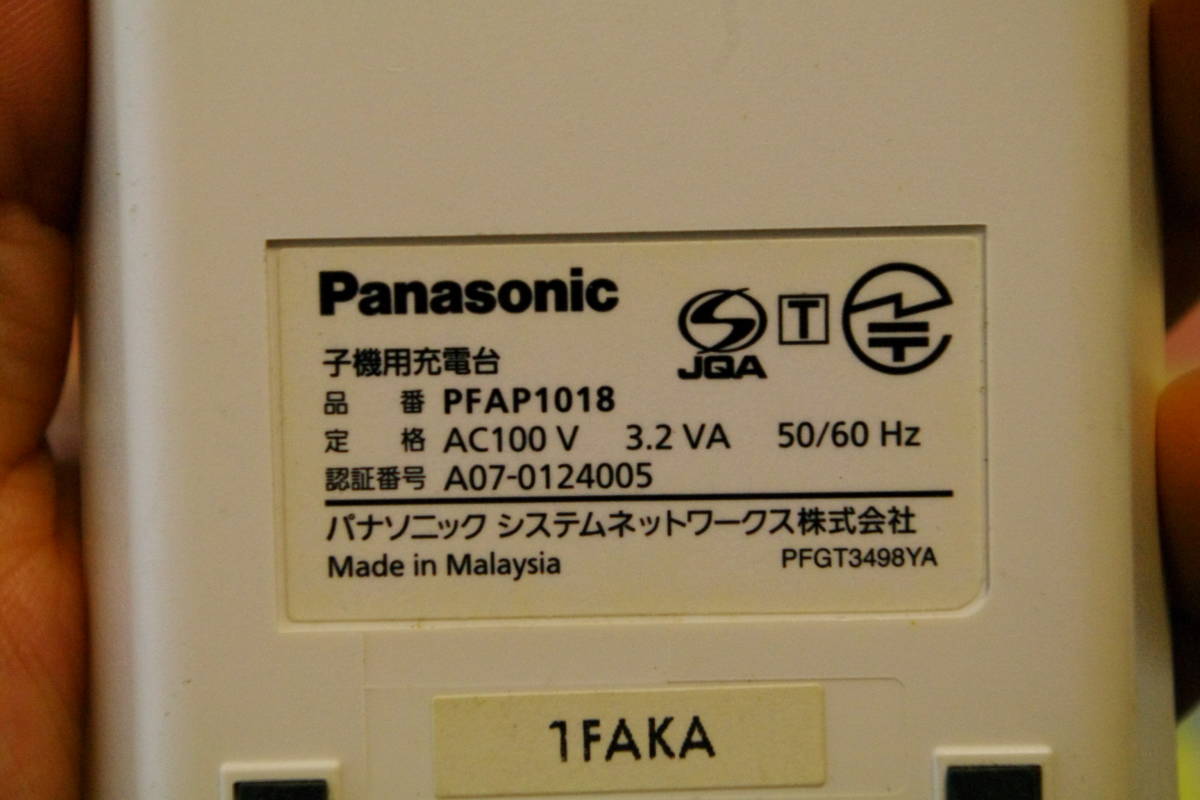 Panasonic
JQA
T
子機用充電台
品 番 PFAP1018
定 格 AC100 V 3.2 VA 50/60 Hz
認証番号 A07-0124005
パナソニック システムネットワークス株式会社
Made in Malaysia PFGT3498YA
1FAKA